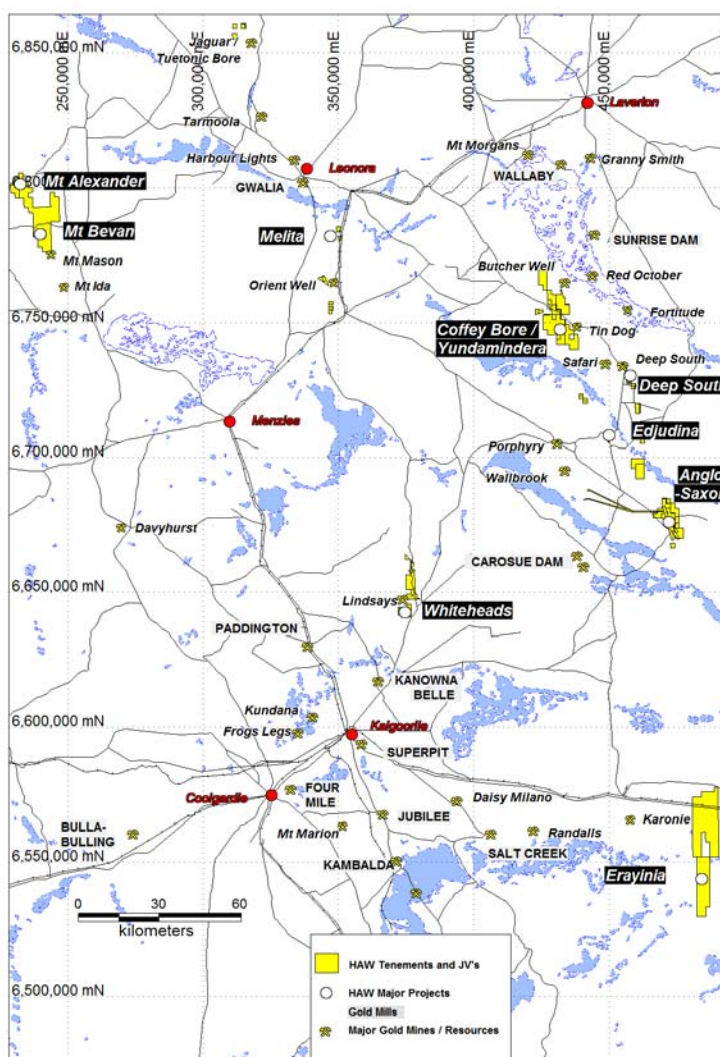 6,850,000 mN
250,000 mE
300,000 mE
350,000 mE
400,000 mE
450,000 mE
Jaguar /
Tuetonic Bore
Laverton
Tarmoola
Harbour Lights
Leonora
Mt Morgans
Granny Smith
WALLABY
GWALIA
6,800,000 mN
Mt Alexander
Mt Bevan
Melita
SUNRISE DAM
Mt Mason
Mt Ida
Orient Well
Butcher Well
Red October
Fortitude
6,750,000 mN
Coffey Bore /
Yundamindera
Tin Dog
Safari
Deep South
Deep South
Menzies
Edjudina
Porphyry
6,700,000 mN
Wallbrook
Anglo
-Saxon
Davyhurst
CAROSUE DAM
6,650,000 mN
Lindsays
Whiteheads
PADDINGTON
KANOWNA
BELLE
Kundana
6,600,000 mN
Frogs Legs
Kalgoorlie
SUPERPIT
Coolgardie
FOUR
MILE
Daisy Milano
Karonie
BULLA-
BULLING
Mt Marion
JUBILEE
Randalls
SALT CREEK
6,550,000 mN
KAMBALDA
Erayinia
0 30 60
kilometers
HAW Tenements and JV's
HAW Major Projects
Gold Mills
Major Gold Mines / Resources
6,500,000 mN